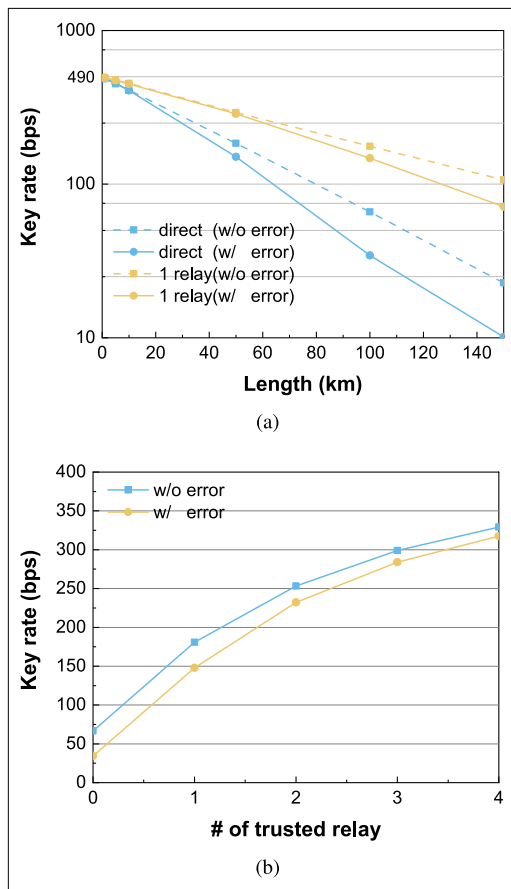 1000
490
100
10
Key rate (bps)
direct (w/o error)
direct (w/ error)
1 relay(w/o error)
1 relay(w/ error)
0 20 40 60 80 100 120 140
Length (km)
(a)
400
350
300
250
200
150
100
50
0
Key rate (bps)
w/o error
w/ error
0 1 2 3 4
# of trusted relay
(b)